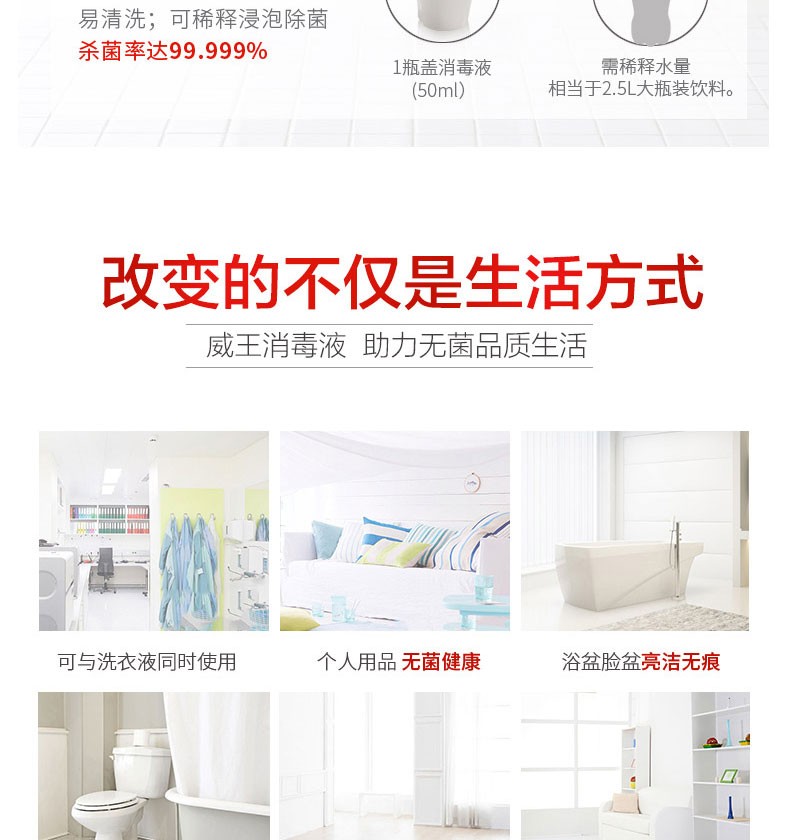 易清洗；可稀释浸泡除菌
杀菌率达99.999%
1瓶盖消毒液
(50ml）
需稀释水量
相当于2.5L大瓶装饮料。
改变的不仅是生活方式
威王消毒液 助力无菌品质生活
可与洗衣液同时使用
个人用品 无菌健康
浴盆脸盆亮洁无痕